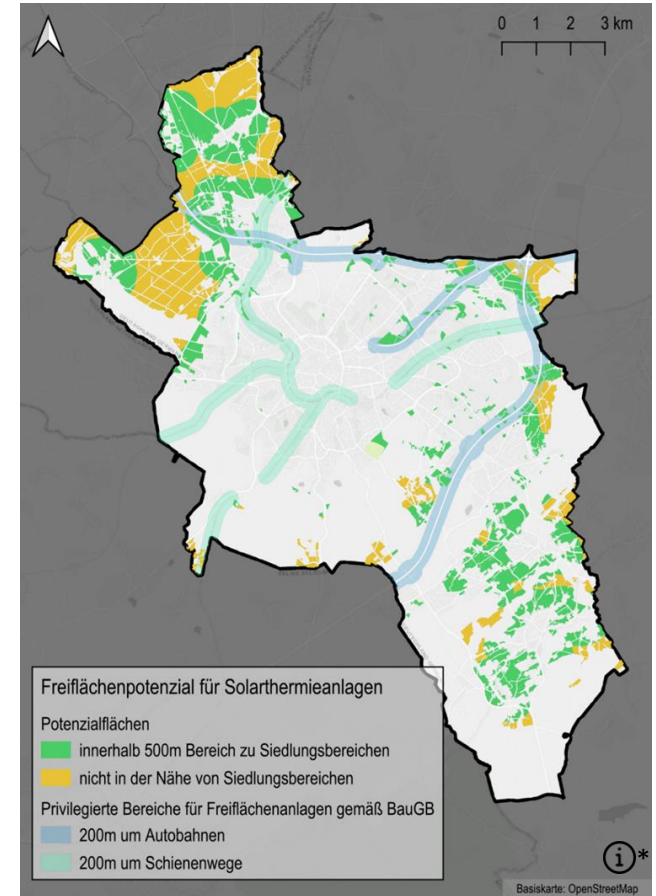 0 1 2 3 km
Freiflächenpotenzial für Solarthermieanlagen
Potenzialflächen
innerhalb 500m Bereich zu Siedlungsbereichen
nicht in der Nähe von Siedlungsbereichen
Privilegierte Bereiche für Freiflächenanlagen gemäß BauGB
200m um Autobahnen
200m um Schienenwege
i*
Basiskarte: OpenStreetMap